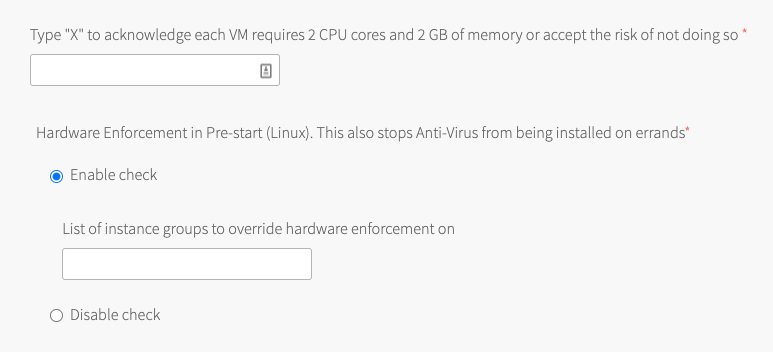 Type "X" to acknowledge each VM requires 2 CPU cores and 2 GB of memory or accept the risk of not doing so *
Hardware Enforcement in Pre-start (Linux). This also stops Anti-Virus from being installed on errands*
Enable check
List of instance groups to override hardware enforcement on
Disable check